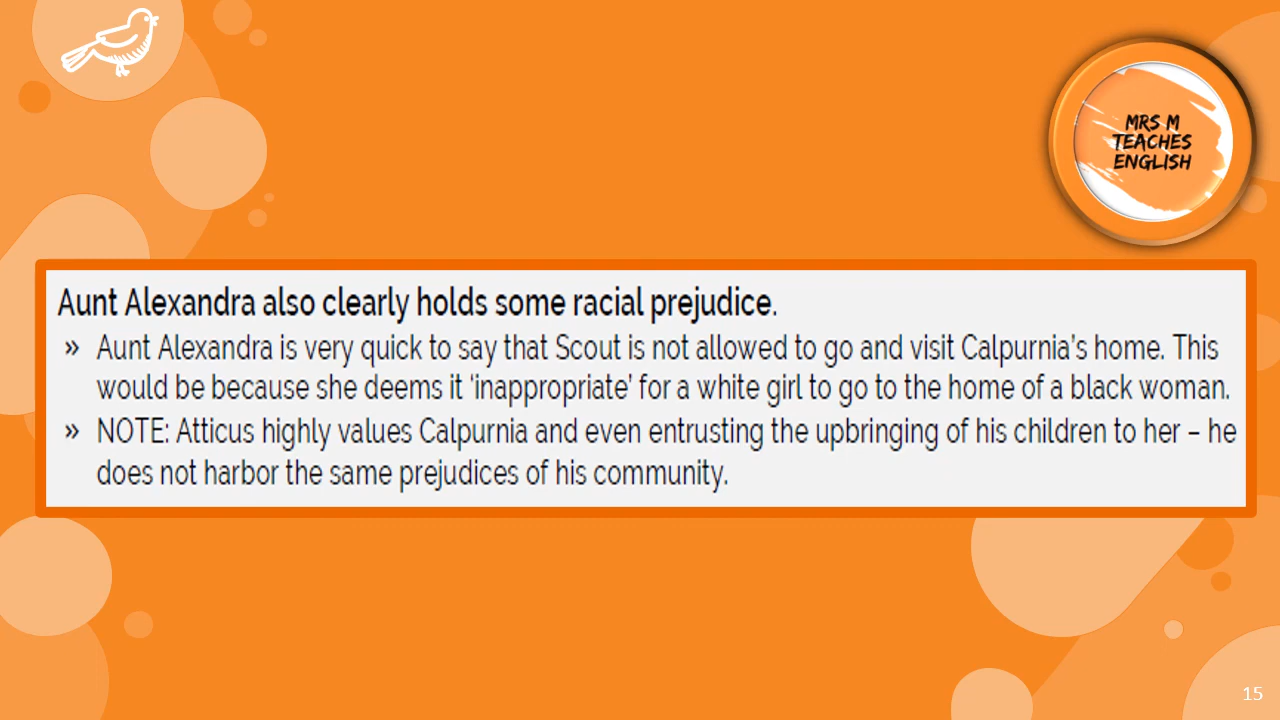 MRS M
TEACHES
ENGLISH
Aunt Alexandra also clearly holds some racial prejudice.
» Aunt Alexandra is very quick to say that Scout is not allowed to go and visit Calpurnia's home. This
would be because she deems it 'inappropriate' for a white girl to go to the home of a black woman.
» NOTE: Atticus highly values Calpurnia and even entrusting the upbringing of his children to her – he
does not harbor the same prejudices of his community.
15